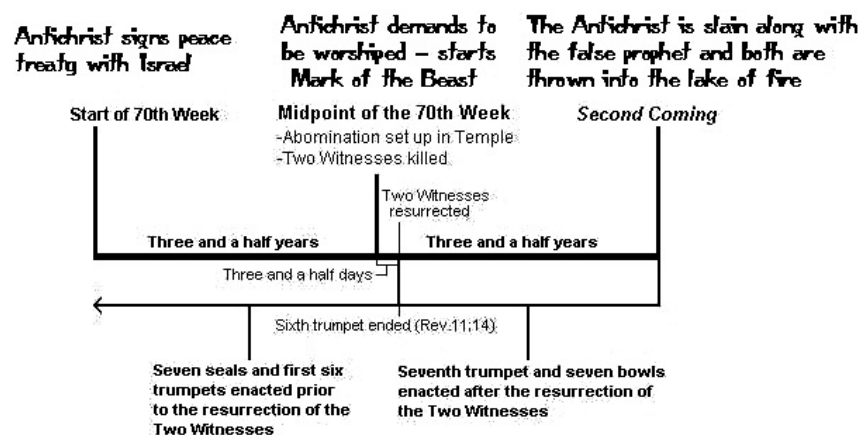 Antichrist signs peace
treaty with Israel
Antichrist demands to
be worshiped – starts
Mark of the Beast
The Antichrist is slain along with
the false prophet and both are
thrown into the lake of fire
Start of 70th Week
Midpoint of the 70th Week
-Abomination set up in Temple
-Two Witnesses killed
Second Coming
Two Witnesses
resurrected
Three and a half years
Three and a half years
Three and a half days
Sixth trumpet ended (Rev.11:14)
Seven seals and first six
trumpets enacted prior
to the resurrection of the
Two Witnesses
Seventh trumpet and seven bowls
enacted after the resurrection of
the Two Witnesses